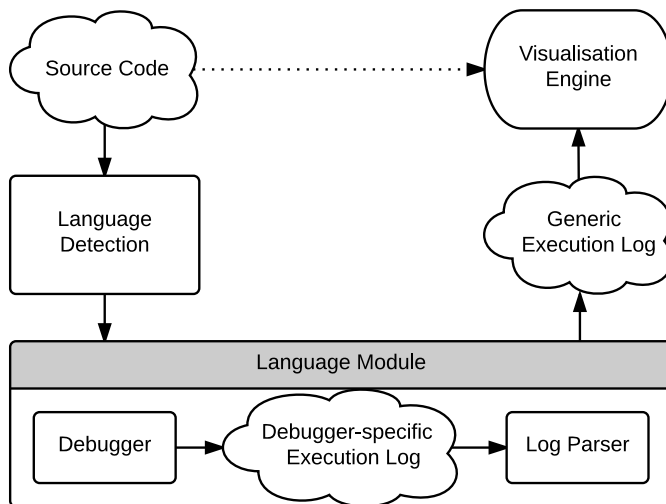 Source Code
Visualisation
Engine
Language
Detection
Generic
Execution Log
Language Module
Debugger
Debugger-specific
Execution Log
Log Parser